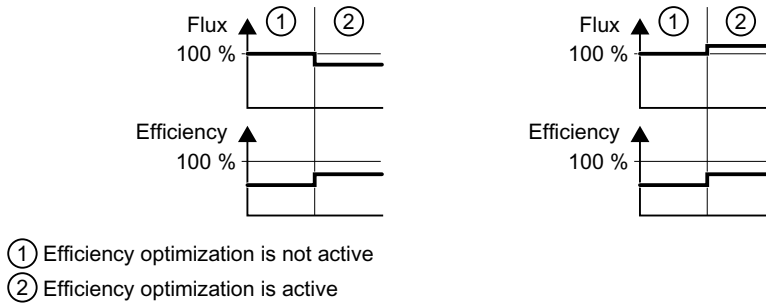 Flux ① ②
100 %
Efficiency
100 %
Flux ① ②
100 %
Efficiency
100 %
① Efficiency optimization is not active
② Efficiency optimization is active